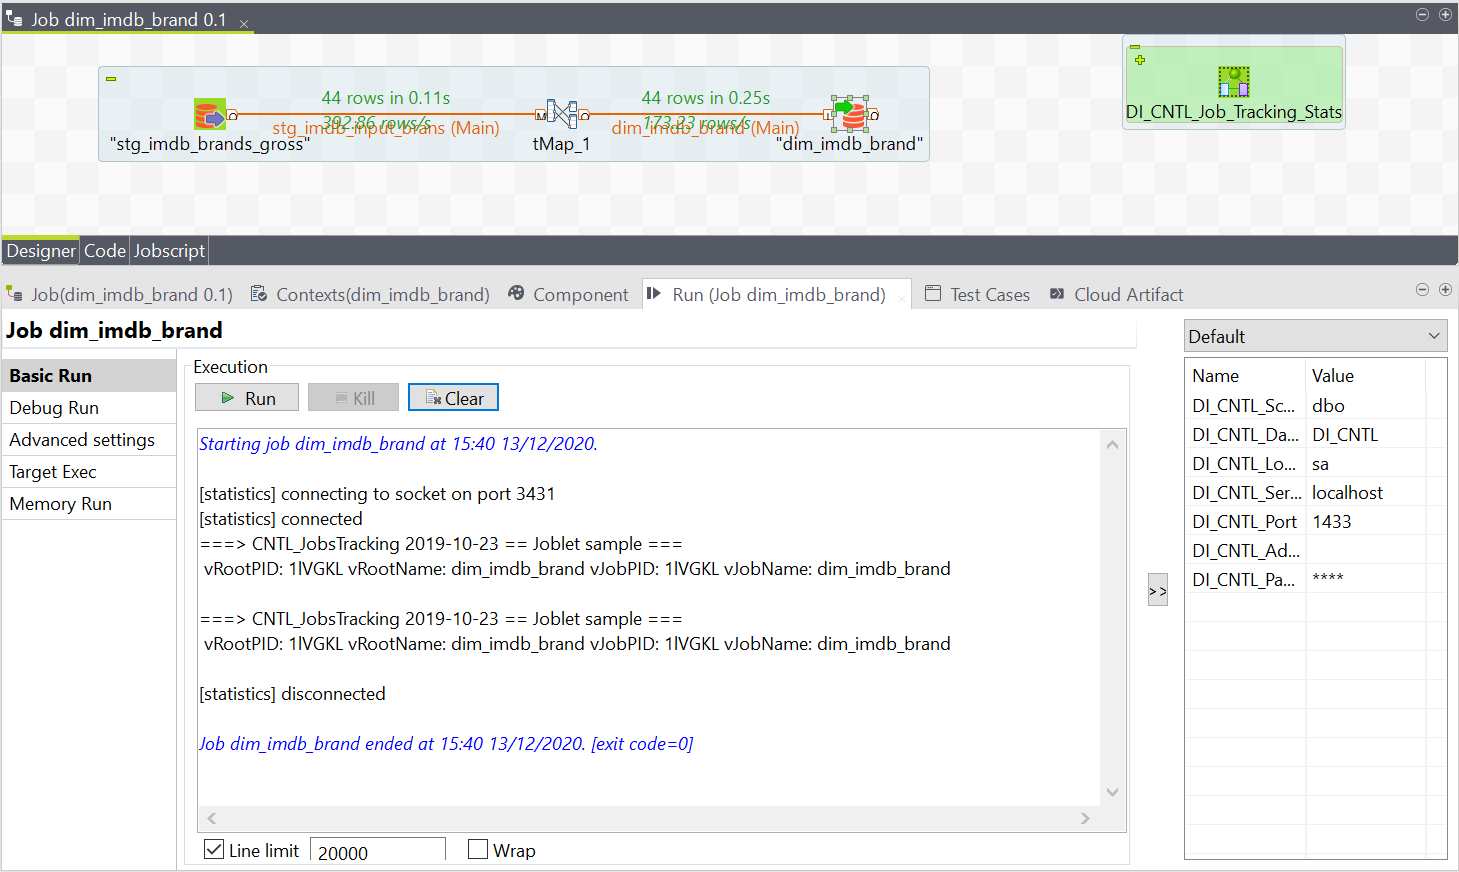 Job dim_imdb_brand 0.1
44 rows in 0.11s
392.86 rows/s
stg_imdb_input_brans (Main)
"stg_imdb_brands_gross"
tMap_1
44 rows in 0.25s
173.23 rows/s
dim_imdb_brand (Main)
"dim_imdb_brand"
DI_CNTL_Job_Tracking_Stats
Designer Code Jobscript
Job(dim_imdb_brand 0.1) Contexts(dim_imdb_brand) Component Run (Job dim_imdb_brand) Test Cases Cloud Artifact
Job dim_imdb_brand
Basic Run
Debug Run
Advanced settings
Target Exec
Memory Run
Execution
Run Kill Clear
Starting job dim_imdb_brand at 15:40 13/12/2020.
[statistics] connecting to socket on port 3431
[statistics] connected
===> CNTL_JobsTracking 2019-10-23 == Joblet sample ===
vRootPID: 1lVGKL vRootName: dim_imdb_brand vJobPID: 1lVGKL vJobName: dim_imdb_brand
===> CNTL_JobsTracking 2019-10-23 == Joblet sample ===
vRootPID: 1lVGKL vRootName: dim_imdb_brand vJobPID: 1lVGKL vJobName: dim_imdb_brand
[statistics] disconnected
Job dim_imdb_brand ended at 15:40 13/12/2020. [exit code=0]
Line limit 20000 Wrap
>>
Default
Name Value
DI_CNTL_Sc... dbo
DI_CNTL_Da... DI_CNTL
DI_CNTL_Lo... sa
DI_CNTL_Ser... localhost
DI_CNTL_Port 1433
DI_CNTL_Ad...
DI_CNTL_Pa... ****